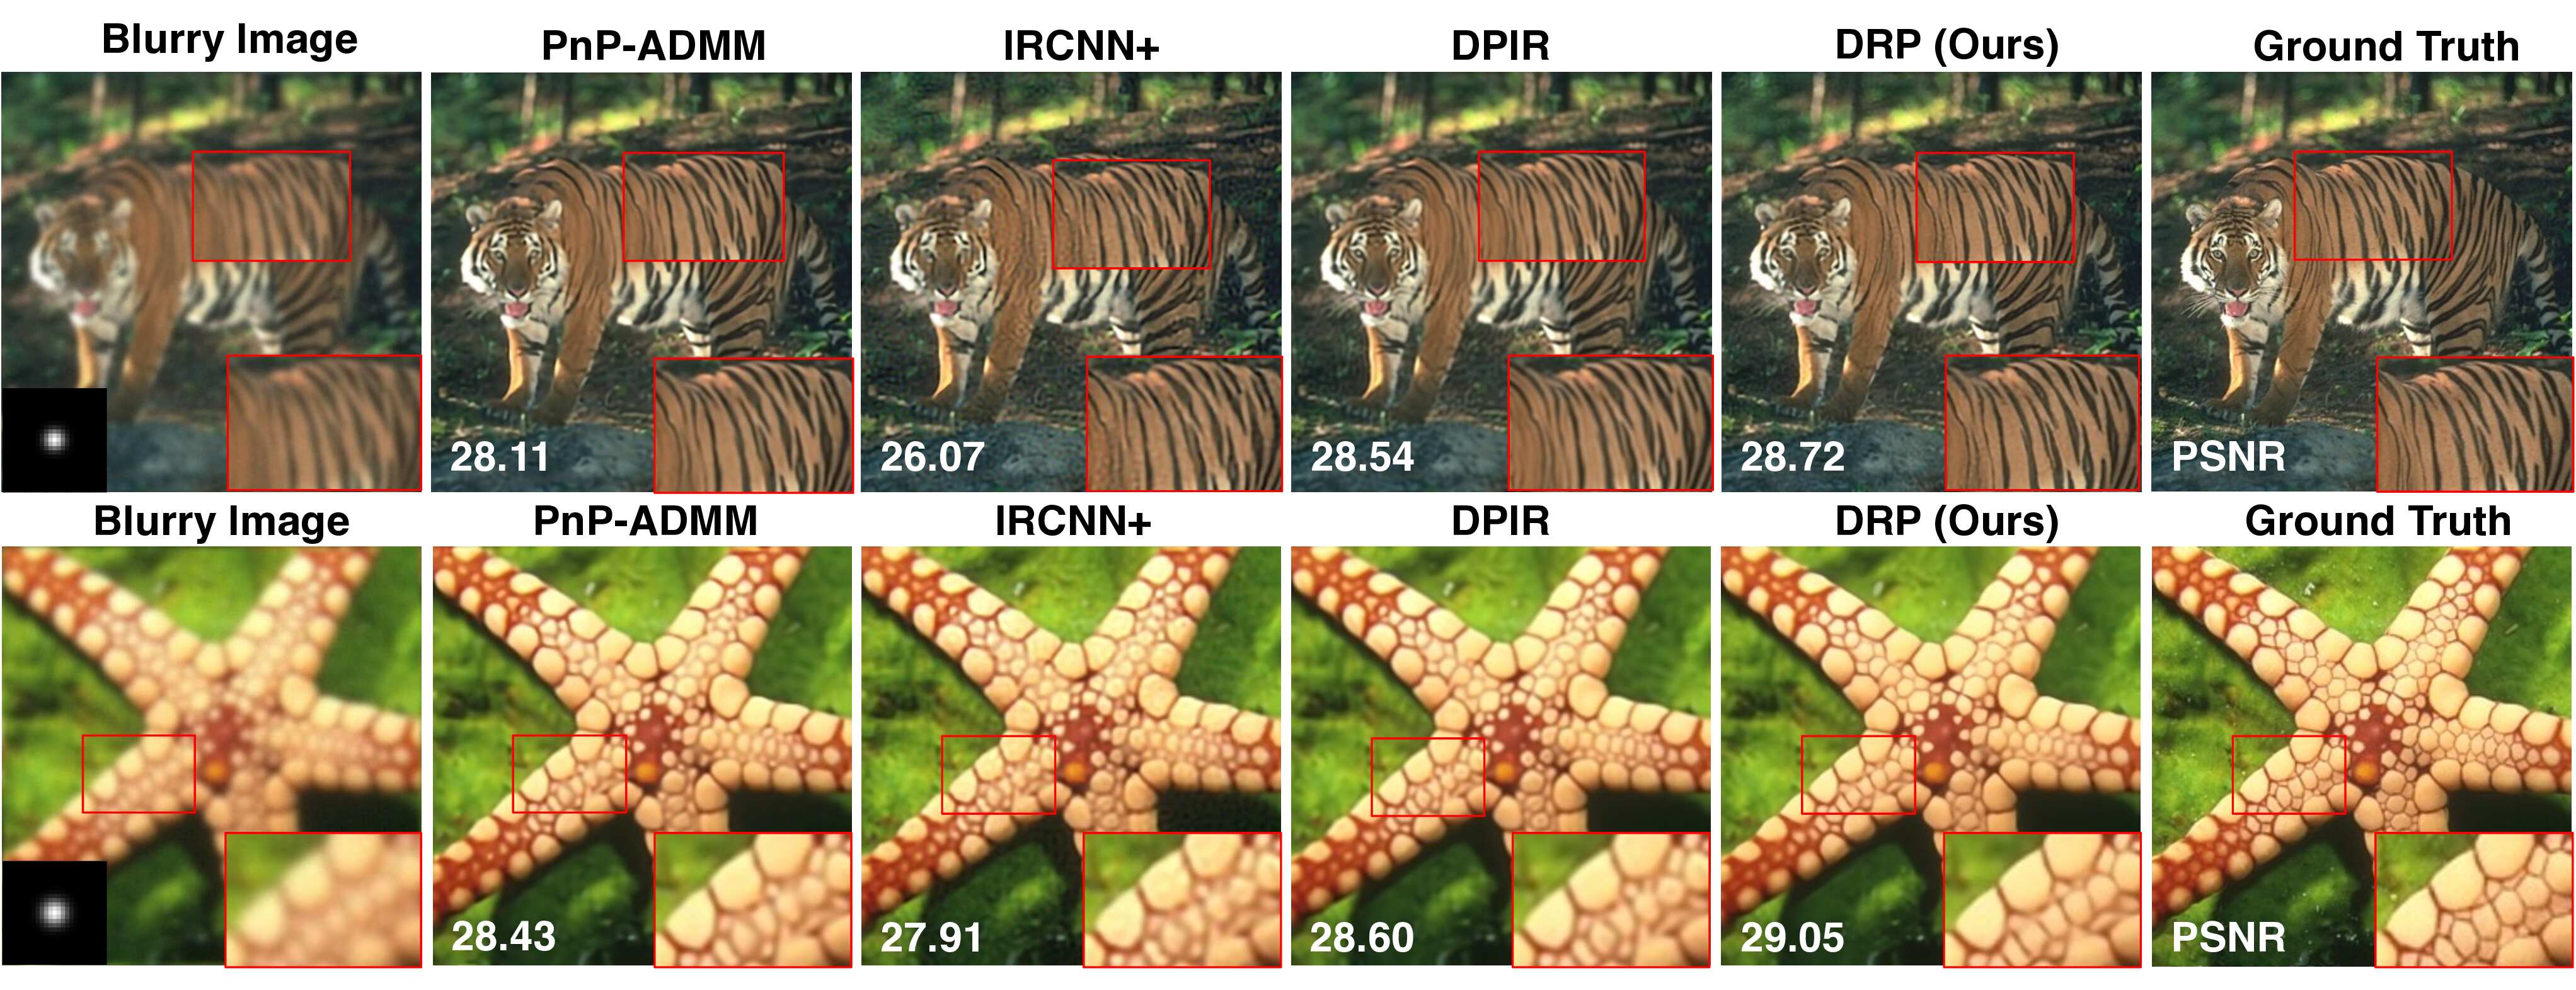 Blurry Image PnP-ADMM IRCNN+ DPIR DRP (Ours) Ground Truth
28.11 26.07 28.54 28.72 PSNR
Blurry Image PnP-ADMM IRCNN+ DPIR DRP (Ours) Ground Truth
28.43 27.91 28.60 29.05 PSNR